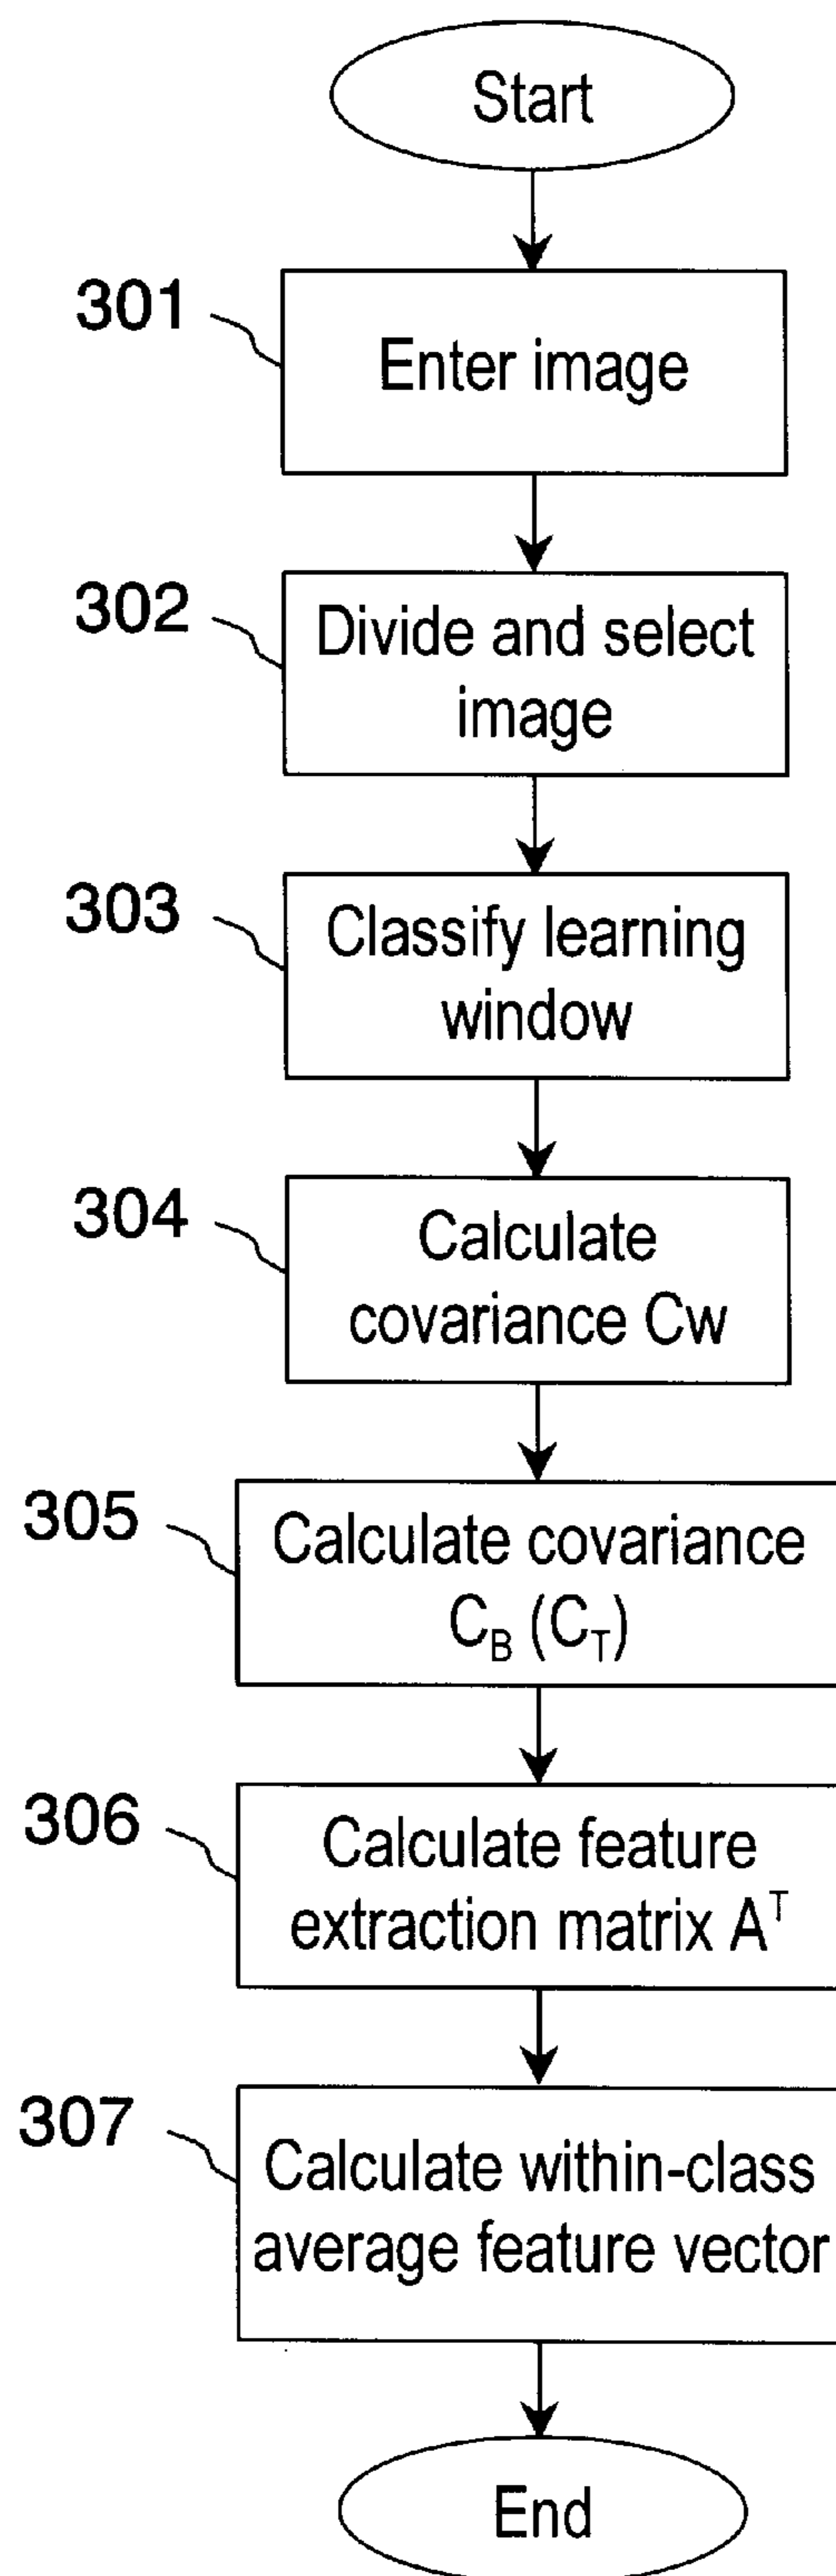 Start
301
Enter image
302
Divide and select
image
303
Classify learning
window
304
Calculate
covariance Cw
305
Calculate covariance
C_B (C_T)
306
Calculate feature
extraction matrix A^T
307
Calculate within-class
average feature vector
End